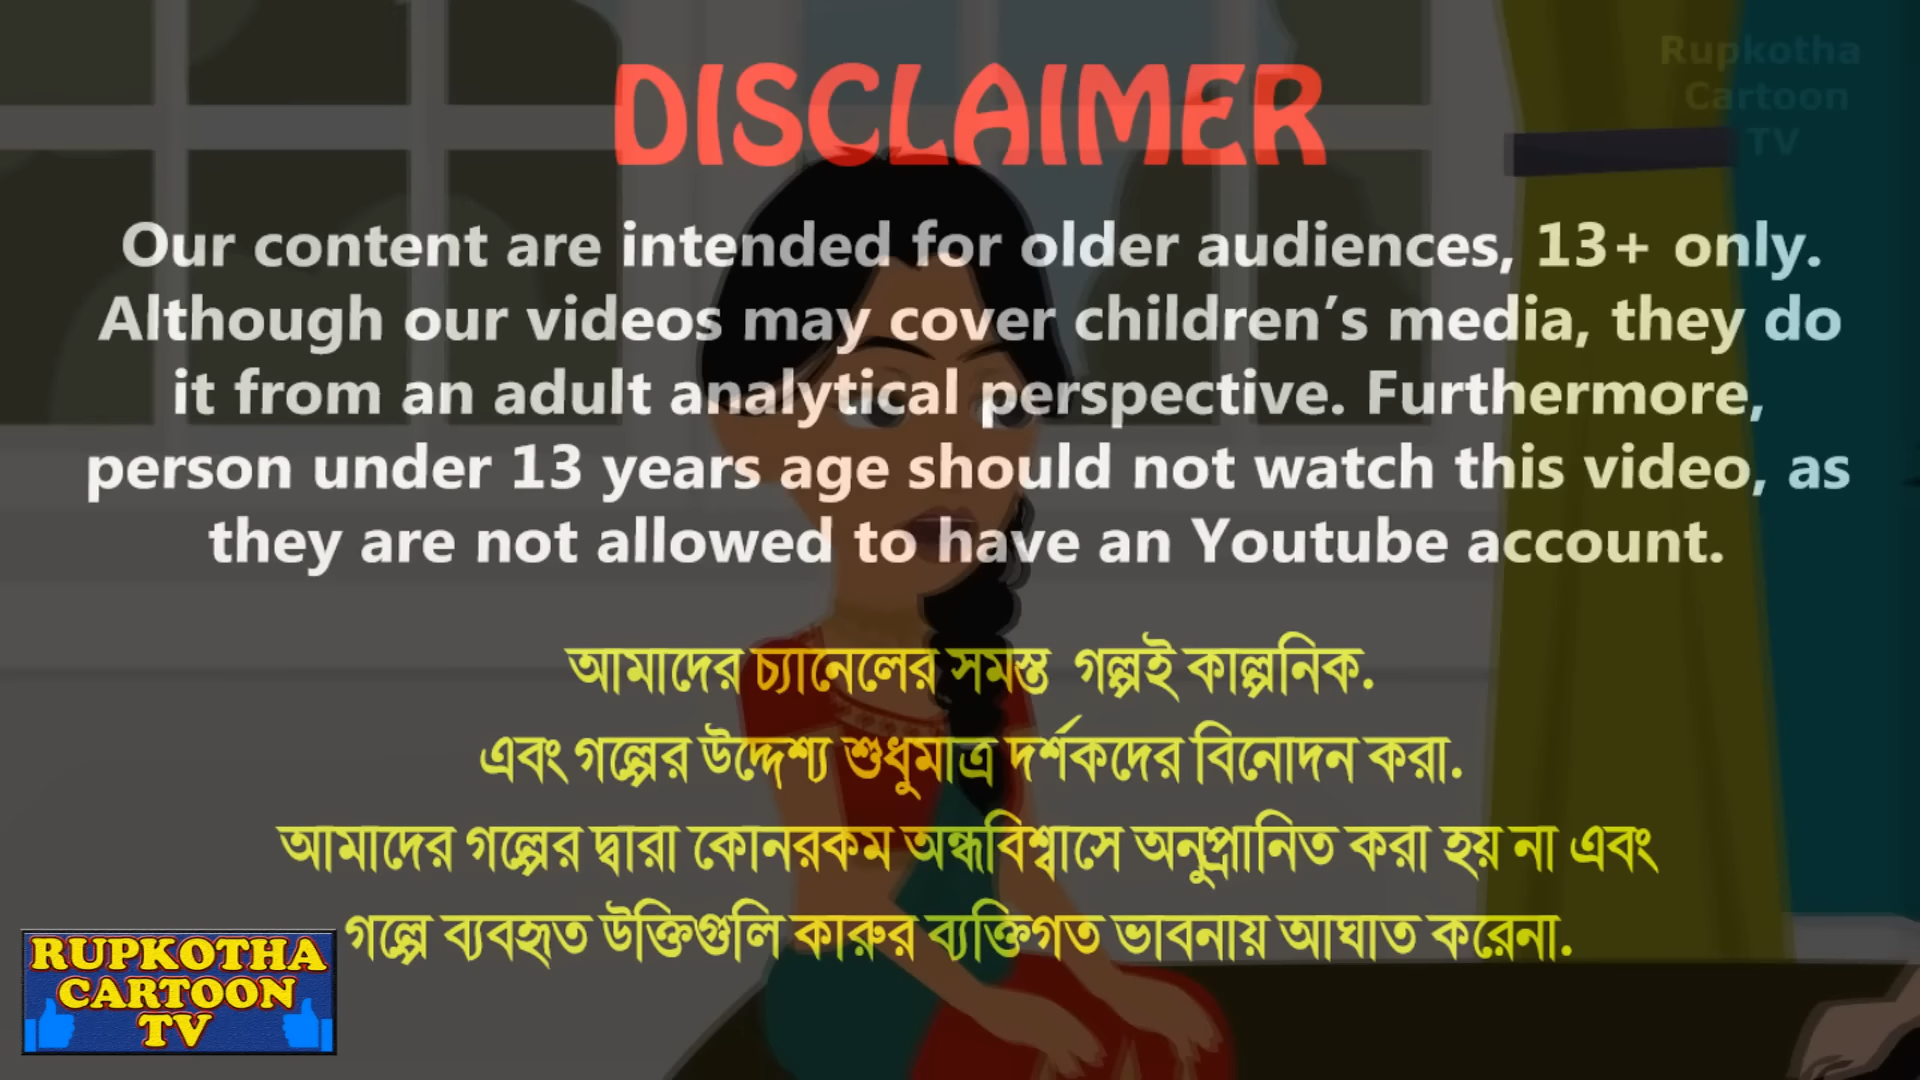 Rupkotha
Cartoon
TV
DISCLAIMER
Our content are intended for older audiences, 13+ only.
Although our videos may cover children’s media, they do
it from an adult analytical perspective. Furthermore,
person under 13 years age should not watch this video, as
they are not allowed to have an Youtube account.
আমাদের চ্যানেলের সমস্ত গল্পই কাল্পনিক.
এবং গল্পের উদ্দেশ্য শুধুমাত্র দর্শকদের বিনোদন করা.
আমাদের গল্পের দ্বারা কোনরকম অন্ধবিশ্বাসে অনুপ্রানিত করা হয় না এবং
গল্পে ব্যবহৃত উক্তিগুলি কারুর ব্যক্তিগত ভাবনায় আঘাত করেনা.
RUPKOTHA
CARTOON
TV